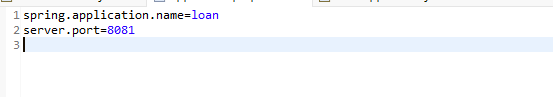 1 spring.application.name=loan
2 server.port=8081
3